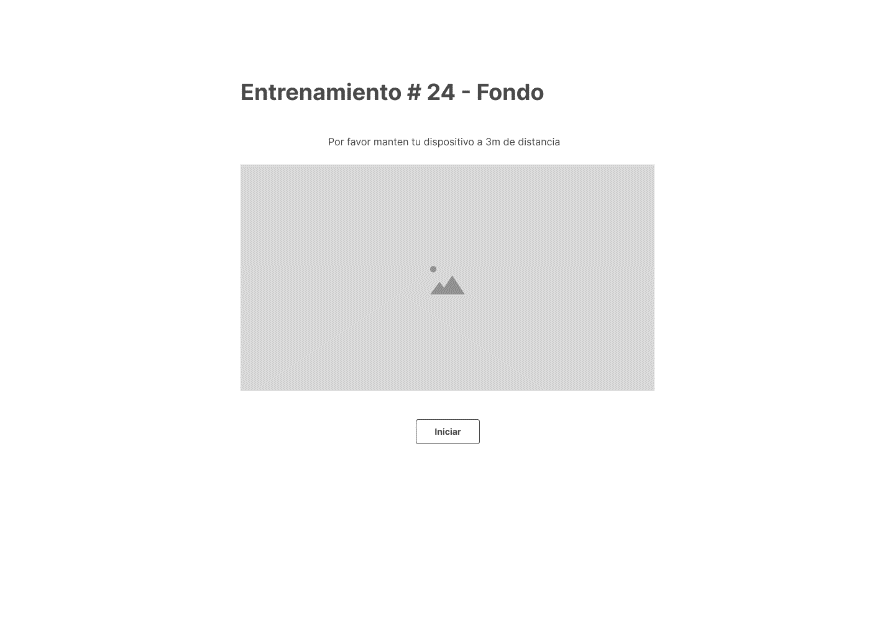 Entrenamiento # 24 - Fondo
Por favor manten tu dispositivo a 3m de distancia
Iniciar